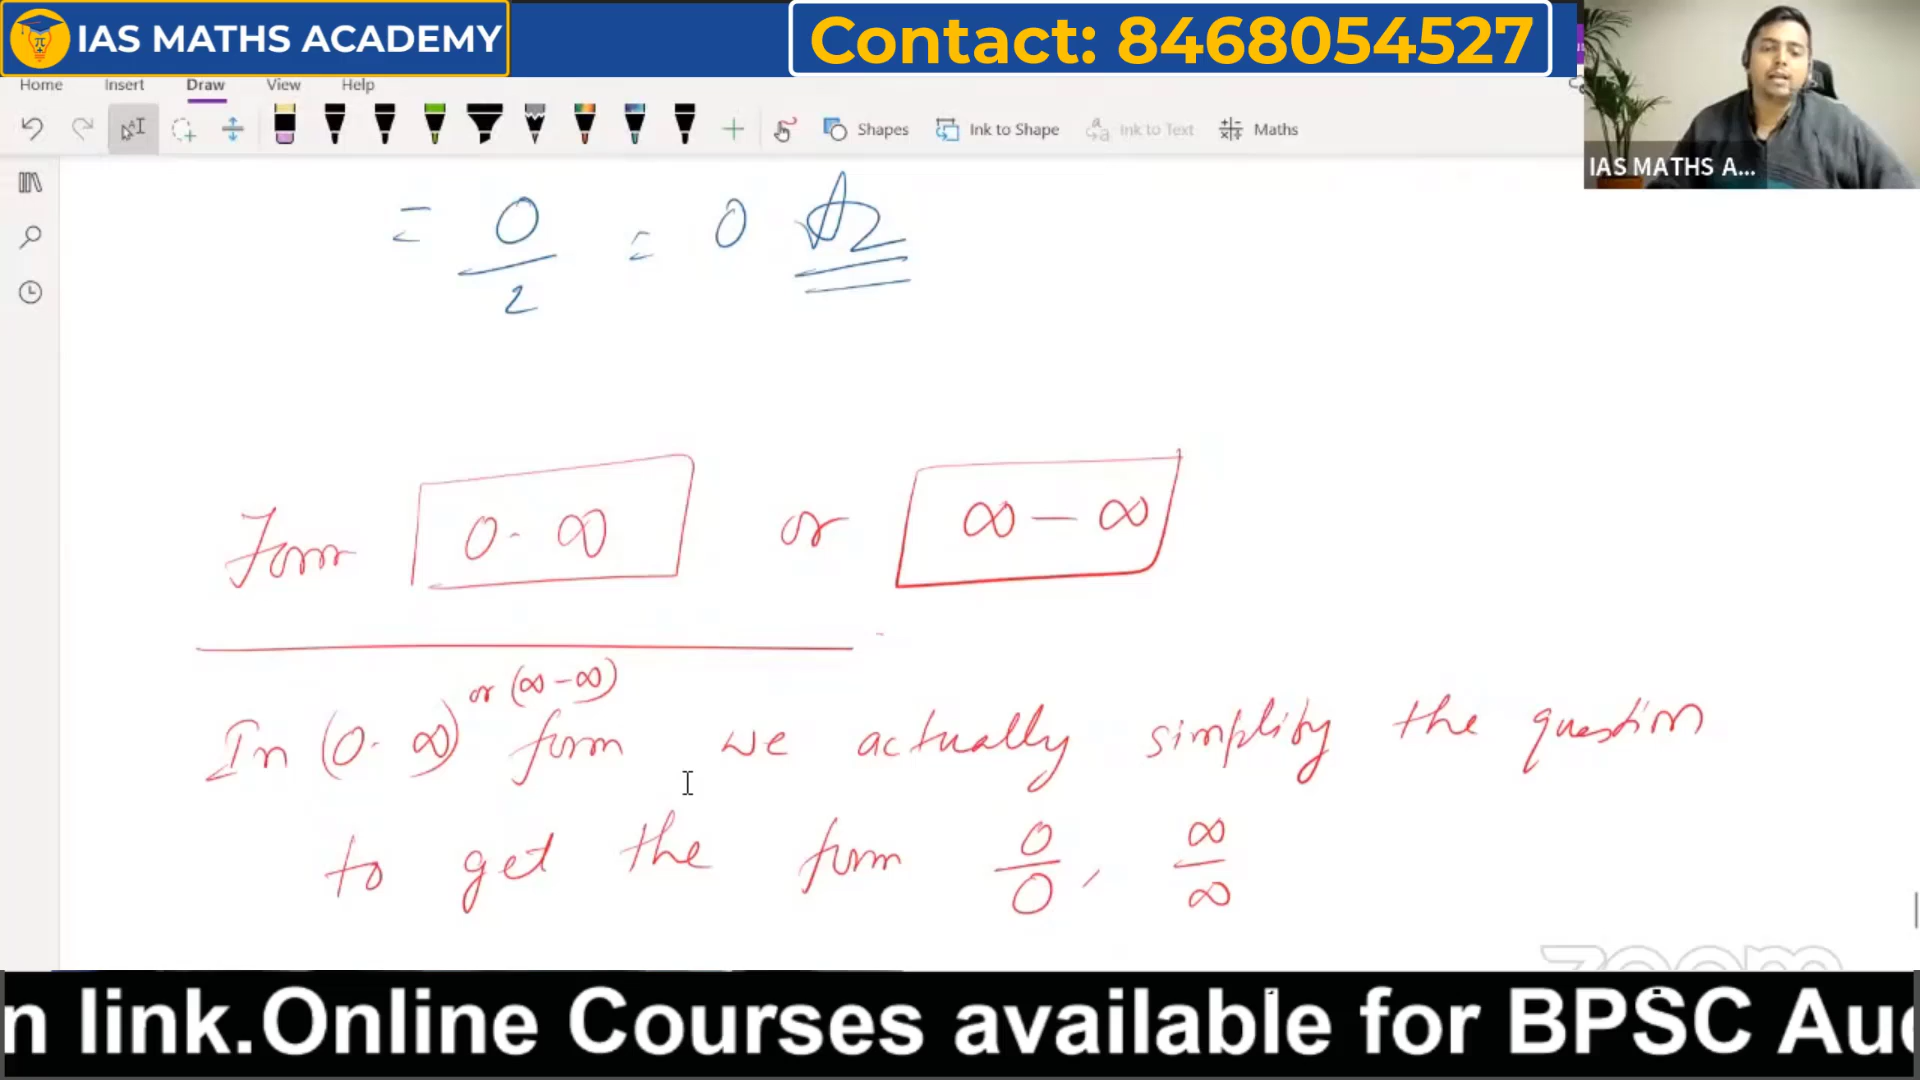 IAS MATHS ACADEMY
Contact: 8468054527
Home Insert Draw View Help
Shapes Ink to Shape Ink to Text Maths
IAS MATHS A...
= 0/2 = 0
Form 0· ∞ or ∞ − ∞
or (∞ − ∞)
In (0· ∞) form we actually simplify the question
to get the form 0/0, ∞/∞
zoom
n link.Online Courses available for BPSC Auc